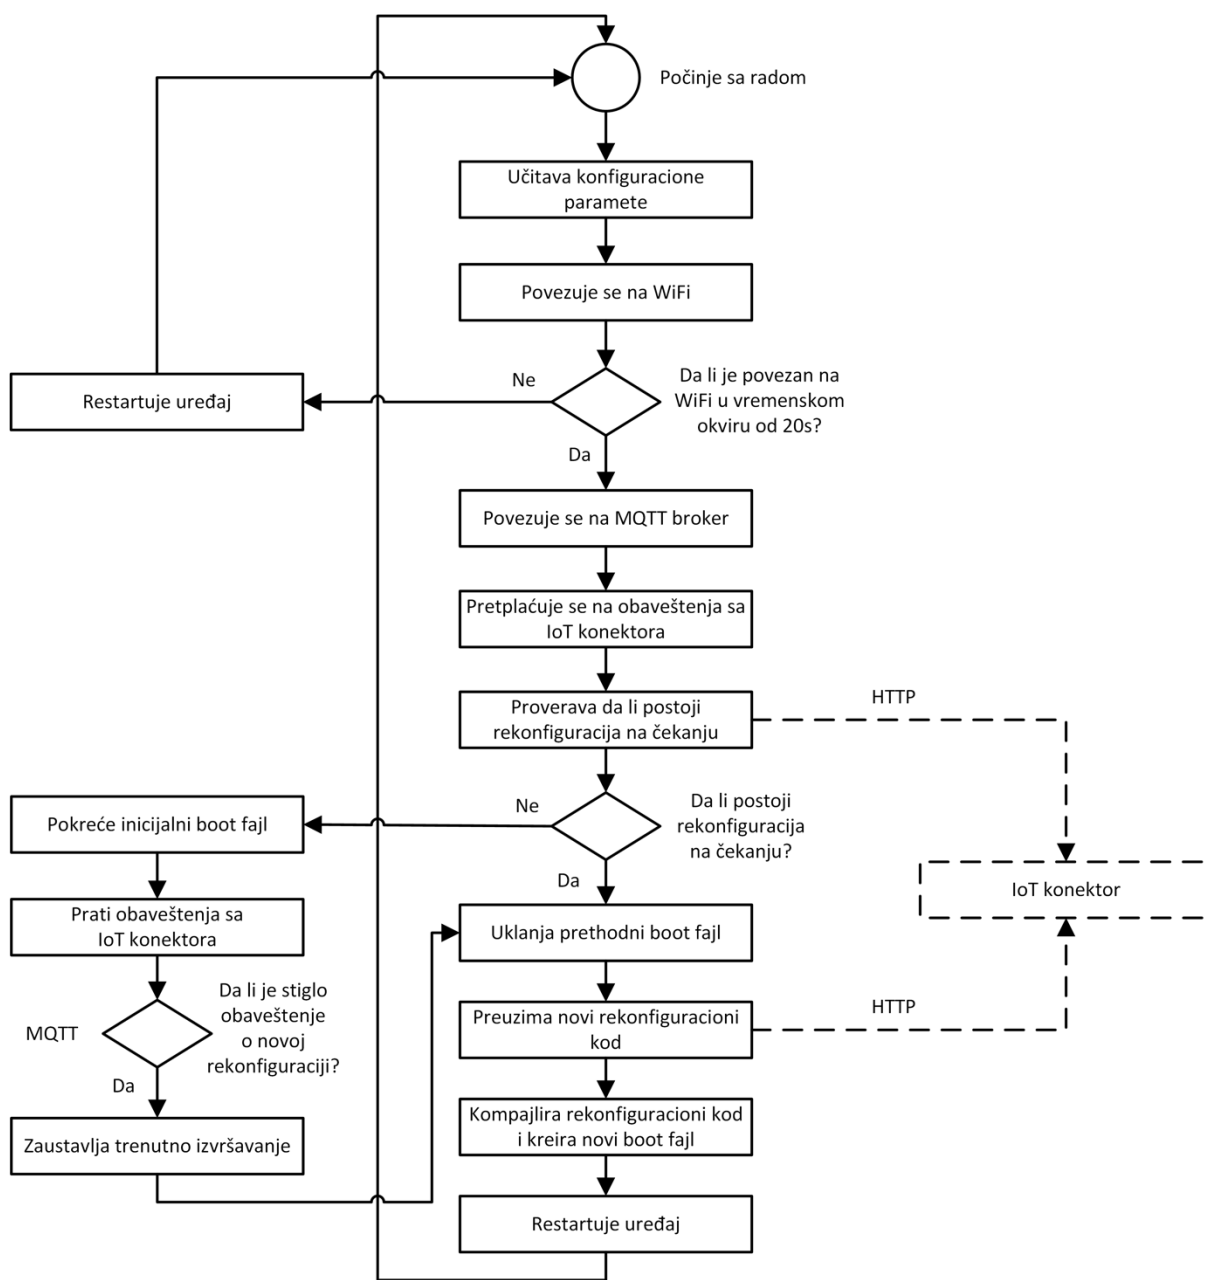 Počinje sa radom
Učitava konfiguracione
paramete
Povezuje se na WiFi
Ne
Da li je povezan na
WiFi u vremenskom
okviru od 20s?
Restartuje uređaj
Da
Povezuje se na MQTT broker
Pretplaćuje se na obaveštenja sa
IoT konektora
Proverava da li postoji
rekonfiguracija na čekanju
HTTP
Ne
Da li postoji
rekonfiguracija
na čekanju?
Pokreće inicijalni boot fajl
Da
IoT konektor
Prati obaveštenja sa
IoT konektora
Uklanja prethodni boot fajl
Da li je stiglo
obaveštenje
o novoj
rekonfiguraciji?
MQTT
Preuzima novi rekonfiguracioni
kod
HTTP
Da
Zaustavlja trenutno izvršavanje
Kompajlira rekonfiguracioni kod
i kreira novi boot fajl
Restartuje uređaj